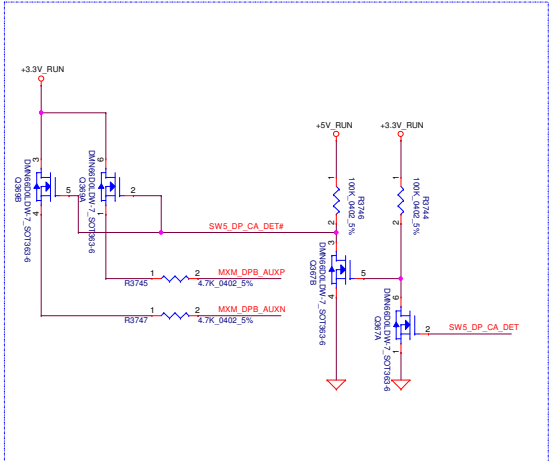 +3.3V_RUN
+5V_RUN
+3.3V_RUN
3
6
5
2
4
1
DMN66D0LDW-7_SOT363-6
Q369B
DMN66D0LDW-7_SOT363-6
Q369A
1
2
R3746
100K_0402_5%
1
2
R3744
100K_0402_5%
SW5_DP_CA_DET#
3
5
4
DMN66D0LDW-7_SOT363-6
Q367B
1
2
MXM_DPB_AUXP
R3745
4.7K_0402_5%
1
2
MXM_DPB_AUXN
R3747
4.7K_0402_5%
6
2
1
SW5_DP_CA_DET
DMN66D0LDW-7_SOT363-6
Q367A